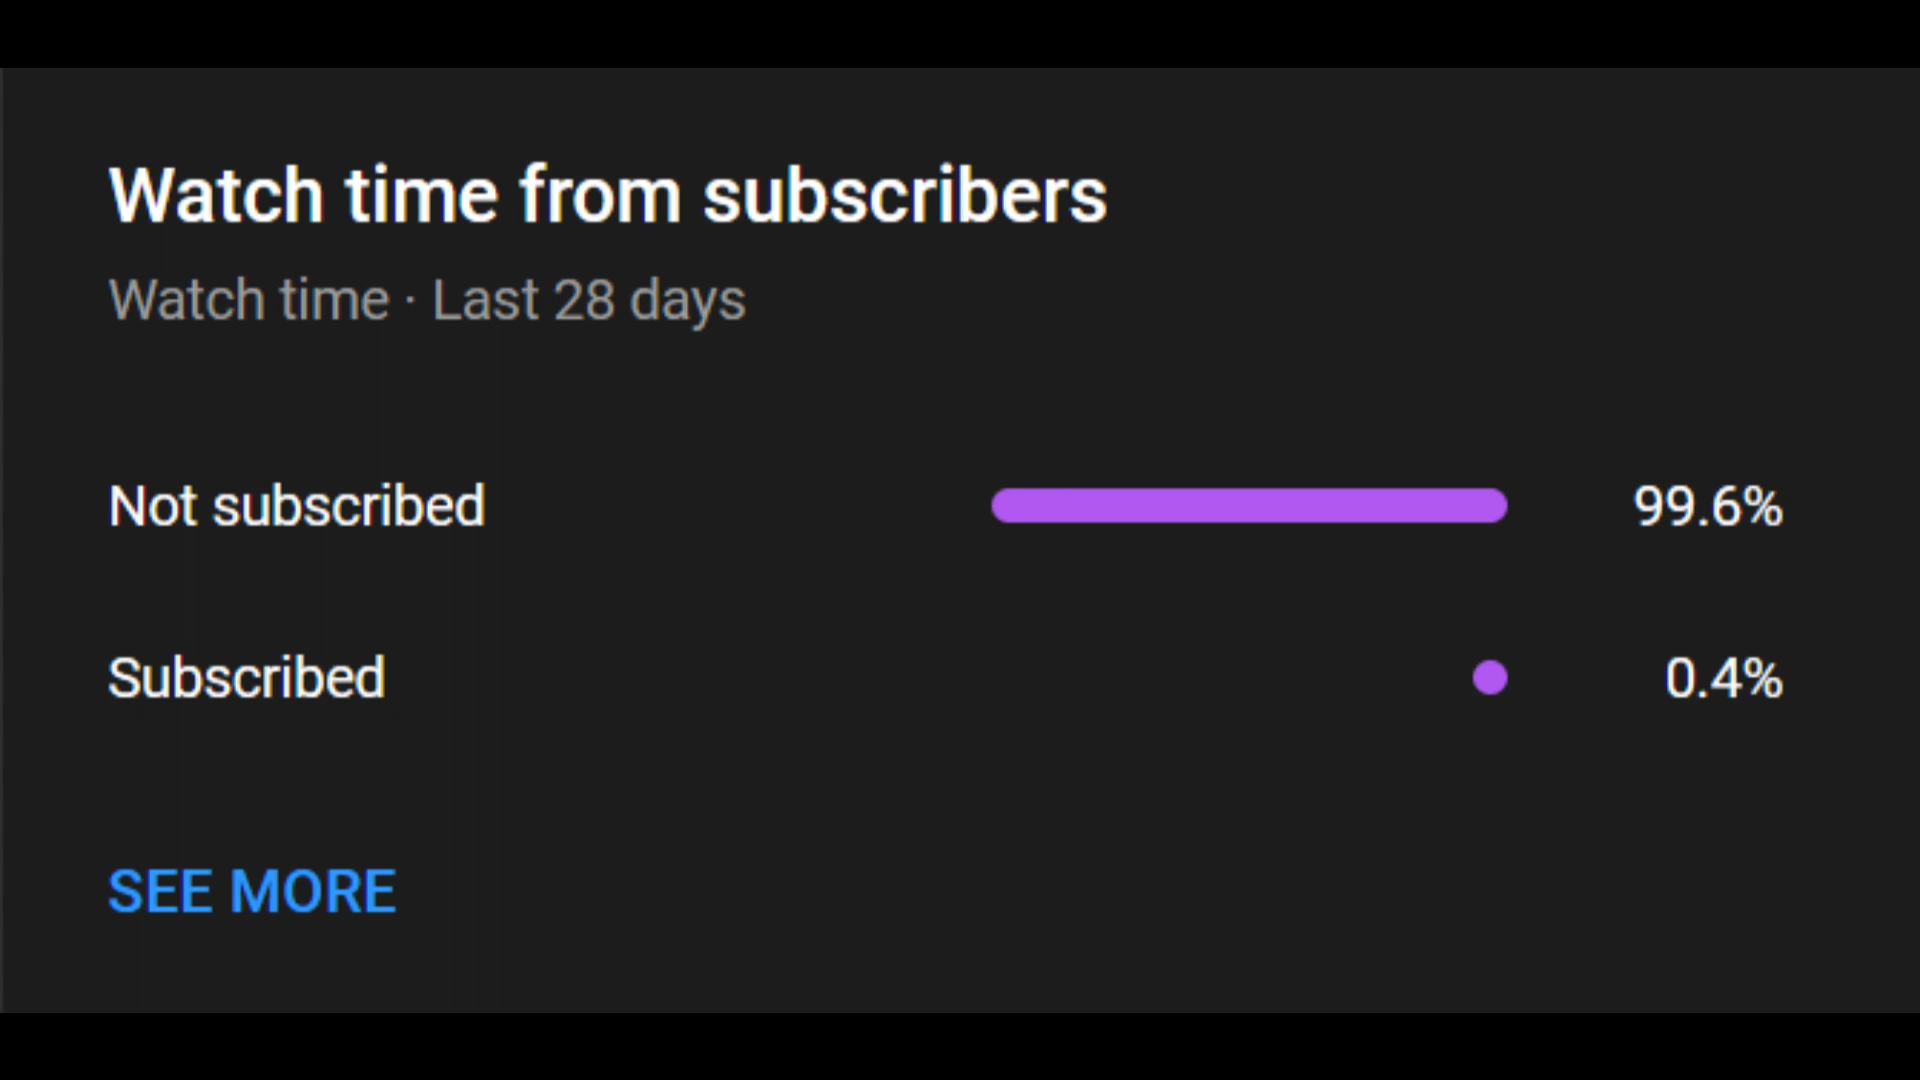 Watch time from subscribers
Watch time · Last 28 days
Not subscribed 99.6%
Subscribed 0.4%
SEE MORE